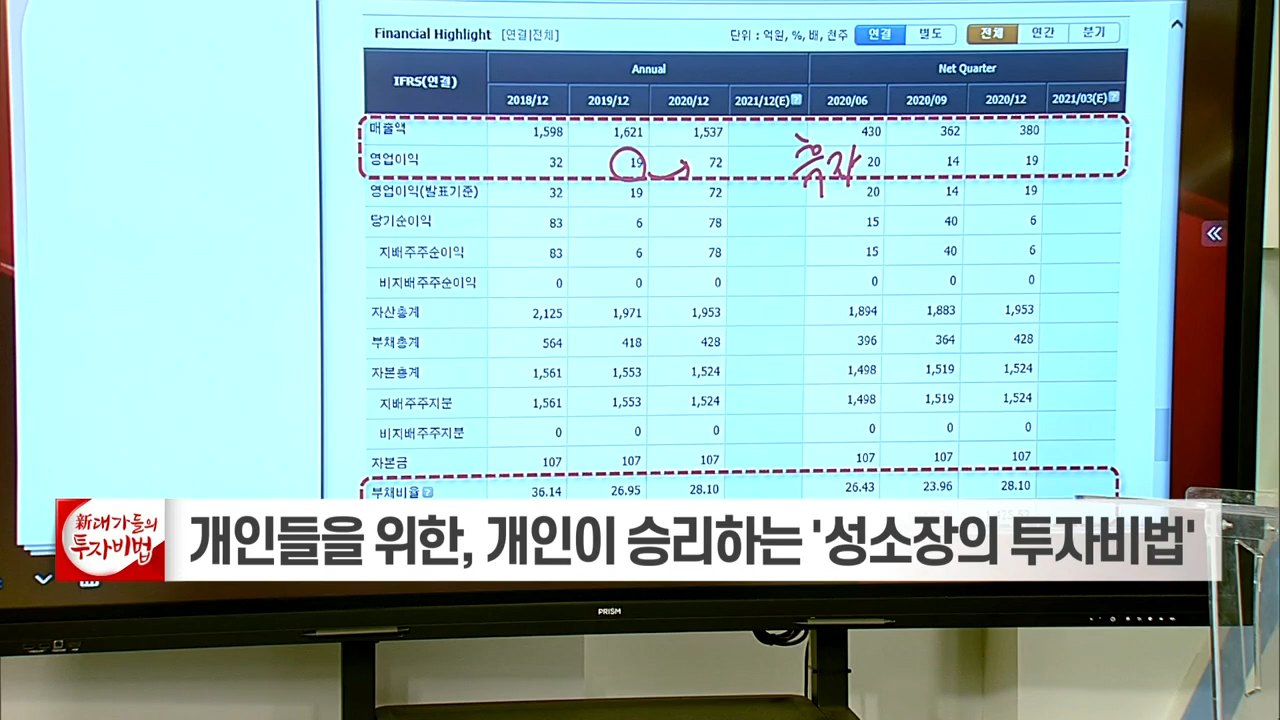 Financial Highlight [연결|전체] 단위 : 억원, %, 배, 천주 연결 별도 전체 연간 분기
IFRS(연결) Annual Net Quarter
2018/12 2019/12 2020/12 2021/12(E) 2020/06 2020/09 2020/12 2021/03(E)
매출액 1,598 1,621 1,537 430 362 380
영업이익 32 19 72 20 14 19
흑자
영업이익(발표기준) 32 19 72 20 14 19
당기순이익 83 6 78 15 40 6
지배주주순이익 83 6 78 15 40 6
비지배주주순이익 0 0 0 0 0 0
자산총계 2,125 1,971 1,953 1,894 1,883 1,953
부채총계 564 418 428 396 364 428
자본총계 1,561 1,553 1,524 1,498 1,519 1,524
지배주주지분 1,561 1,553 1,524 1,498 1,519 1,524
비지배주주지분 0 0 0 0 0 0
자본금 107 107 107 107 107 107
부채비율 36.14 26.95 28.10 26.43 23.96 28.10
新대가들의
투자비법
개인들을 위한, 개인이 승리하는 '성소장의 투자비법'
PRISM